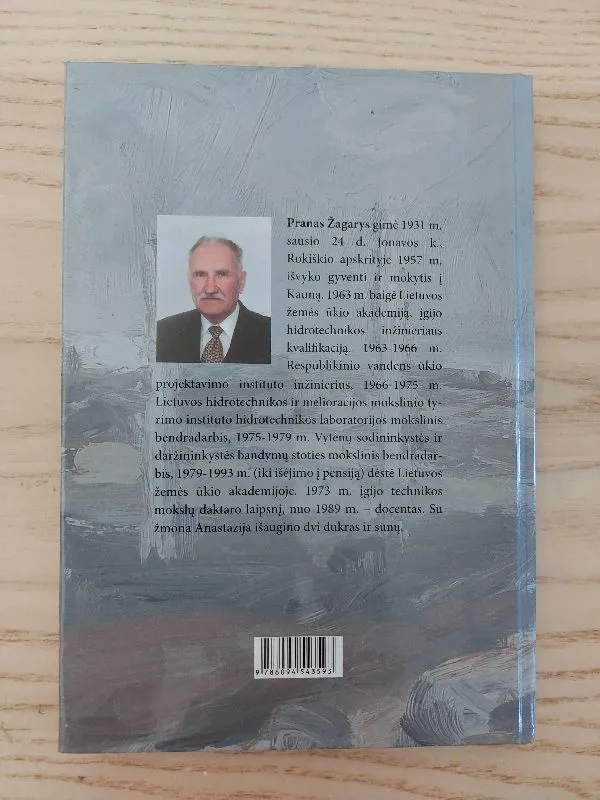 Pranas Žagarys gimė 1931 m.
sausio 24 d. Jonavos k.,
Rokiškio apskrityje 1957 m.
išvyko gyventi ir mokytis į
Kauną. 1963 m. baigė Lietuvos
žemės ūkio akademiją, įgijo
hidrotechnikos inžinieriaus
kvalifikaciją. 1963-1966 m.
Respublikinio vandens ūkio
projektavimo instituto inžinierius, 1966-1975 m.
Lietuvos hidrotechnikos ir melioracijos mokslinio ty-
rimo instituto hidrotechnikos laboratorijos mokslinis
bendradarbis, 1975-1979 m. Vytėnų sodininkystės ir
daržininkystės bandymų stoties mokslinis bendradar-
bis, 1979-1993 m. (iki išėjimo į pensiją) dėstė Lietuvos
žemės ūkio akademijoje. 1973 m. įgijo technikos
mokslų daktaro laipsnį, nuo 1989 m. – docentas. Su
žmona Anastazija išaugino dvi dukras ir sūnų.
9 786094 543593